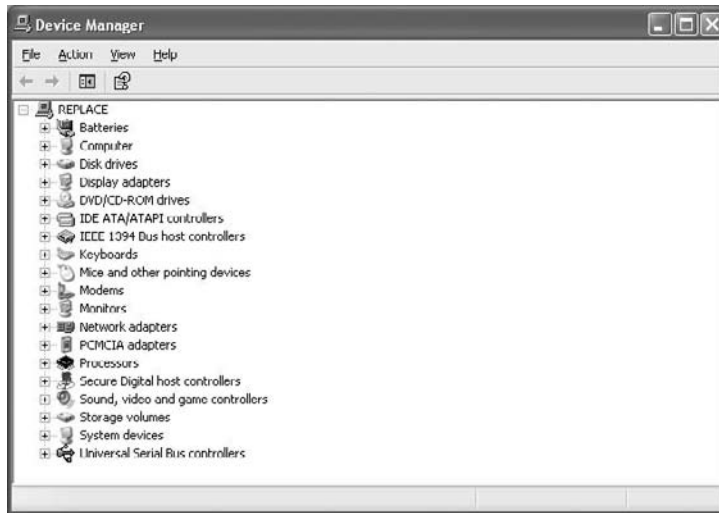 Device Manager
File Action View Help
REPLACE
Batteries
Computer
Disk drives
Display adapters
DVD/CD-ROM drives
IDE ATA/ATAPI controllers
IEEE 1394 Bus host controllers
Keyboards
Mice and other pointing devices
Modems
Monitors
Network adapters
PCMCIA adapters
Processors
Secure Digital host controllers
Sound, video and game controllers
Storage volumes
System devices
Universal Serial Bus controllers